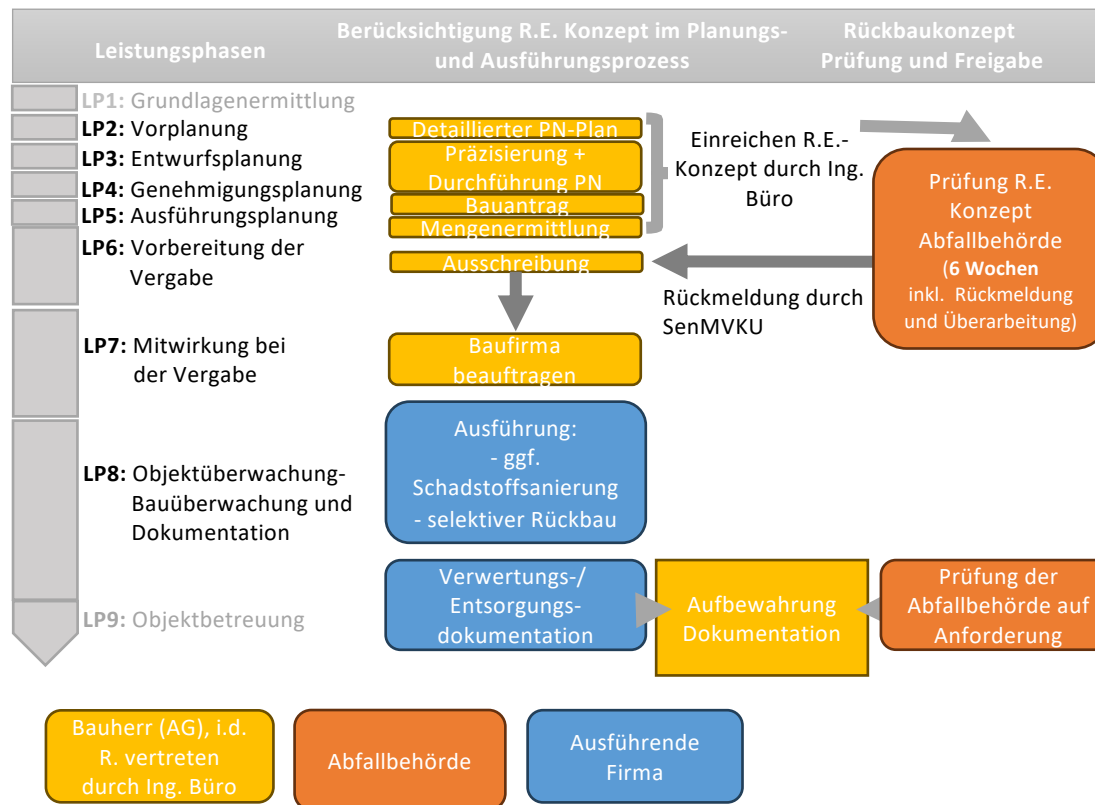 Leistungsphasen
Berücksichtigung R.E. Konzept im Planungs-
und Ausführungsprozess
Rückbaukonzept
Prüfung und Freigabe
LP1: Grundlagenermittlung
LP2: Vorplanung
LP3: Entwurfsplanung
LP4: Genehmigungsplanung
LP5: Ausführungsplanung
LP6: Vorbereitung der
Vergabe
LP7: Mitwirkung bei
der Vergabe
LP8: Objektüberwachung-
Bauüberwachung und
Dokumentation
LP9: Objektbetreuung
Detaillierter PN-Plan
Präzisierung +
Durchführung PN
Bauantrag
Mengenermittlung
Ausschreibung
Baufirma
beauftragen
Ausführung:
- ggf.
Schadstoffsanierung
- selektiver Rückbau
Verwertungs-/
Entsorgungs-
dokumentation
Einreichen R.E.-
Konzept durch Ing.
Büro
Rückmeldung durch
SenMVKU
Prüfung R.E.
Konzept
Abfallbehörde
(6 Wochen
inkl. Rückmeldung
und Überarbeitung)
Aufbewahrung
Dokumentation
Prüfung der
Abfallbehörde auf
Anforderung
Bauherr (AG), i.d.
R. vertreten
durch Ing. Büro
Abfallbehörde
Ausführende
Firma